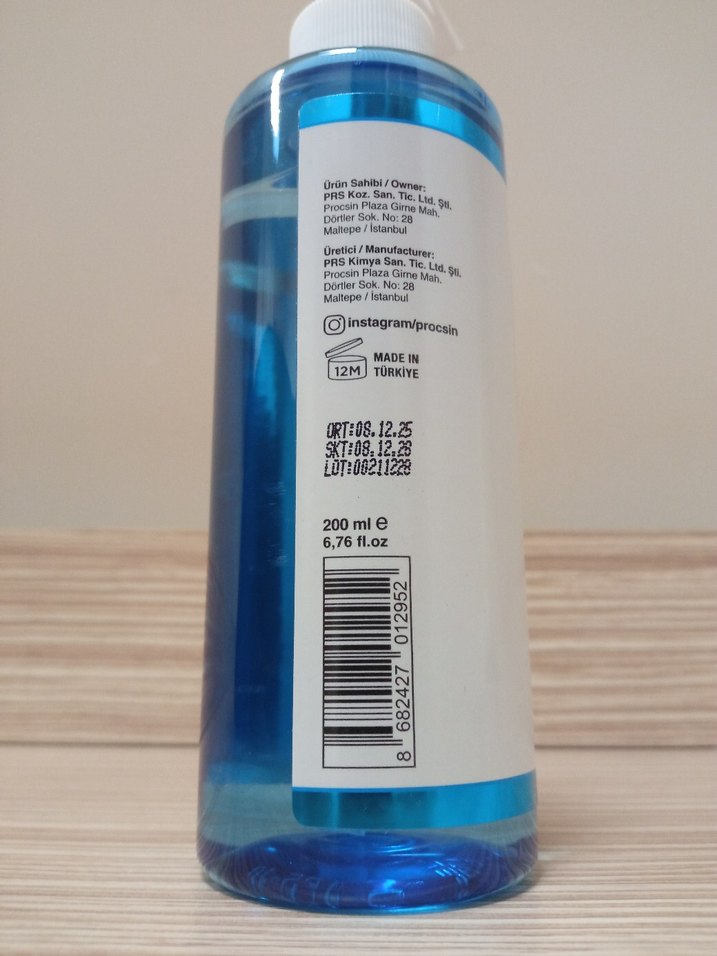 Ürün Sahibi / Owner:
PRS Koz. San. Tic. Ltd. Şti.
Procsin Plaza Girne Mah.
Dörtler Sok. No: 28
Maltepe / İstanbul
Üretici / Manufacturer:
PRS Kimya San. Tic. Ltd. Şti.
Procsin Plaza Girne Mah.
Dörtler Sok. No: 28
Maltepe / İstanbul
instagram/procsin
12M
MADE IN
TÜRKİYE
ÜRT:08.12.25
SKT:08.12.28
LOT:00211228
200 ml e
6,76 fl.oz
8 682427 012952